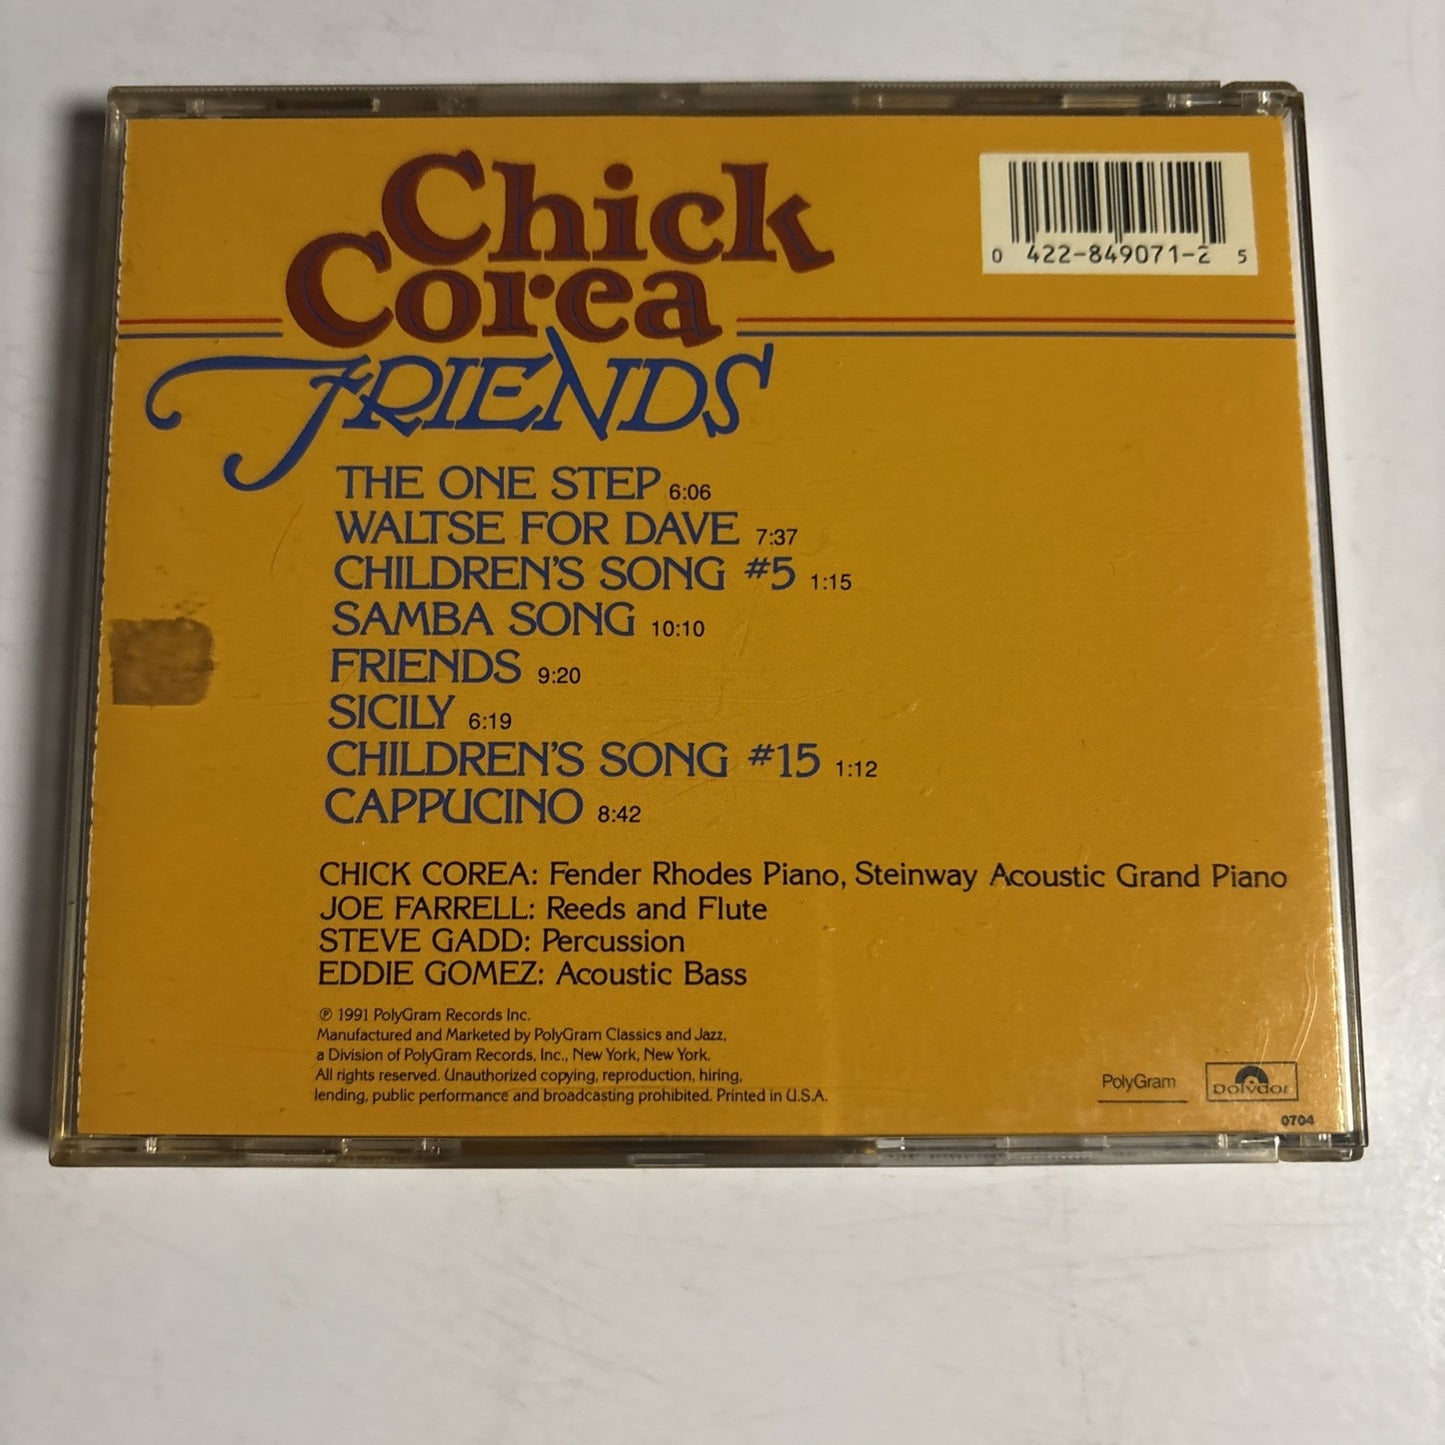 Chick
Corea
FRIENDS
0 422-849071-2 5
THE ONE STEP 6:06
WALTSE FOR DAVE 7:37
CHILDREN'S SONG #5 1:15
SAMBA SONG 10:10
FRIENDS 9:20
SICILY 6:19
CHILDREN'S SONG #15 1:12
CAPPUCINO 8:42
CHICK COREA: Fender Rhodes Piano, Steinway Acoustic Grand Piano
JOE FARRELL: Reeds and Flute
STEVE GADD: Percussion
EDDIE GOMEZ: Acoustic Bass
℗ 1991 PolyGram Records Inc.
Manufactured and Marketed by PolyGram Classics and Jazz,
a Division of PolyGram Records, Inc., New York, New York.
All rights reserved. Unauthorized copying, reproduction, hiring,
lending, public performance and broadcasting prohibited. Printed in U.S.A.
PolyGram
Polydor
0704